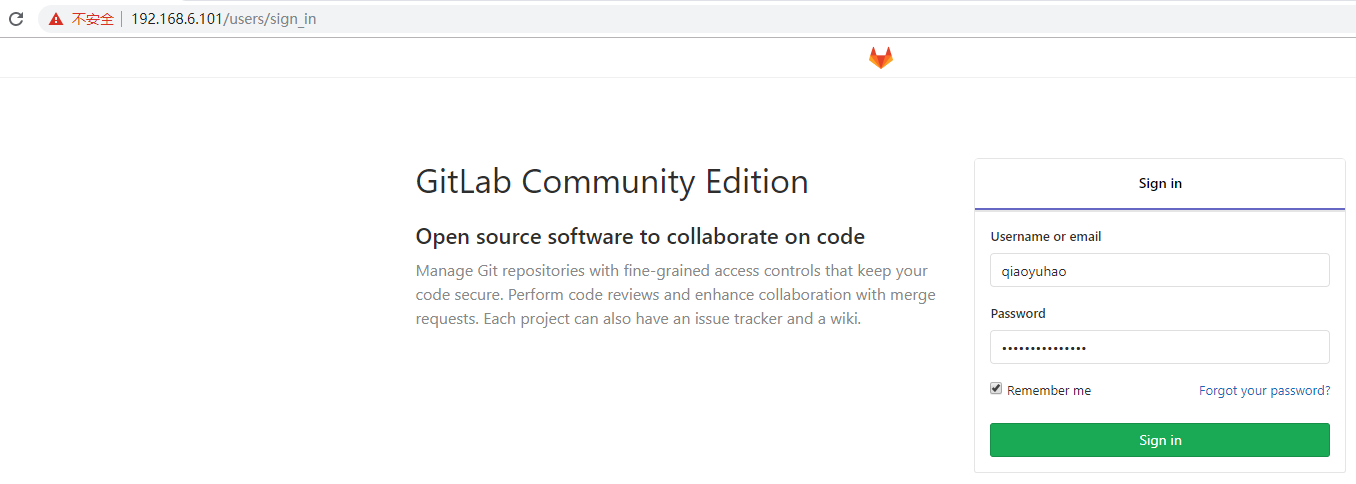 不安全 192.168.6.101/users/sign_in
GitLab Community Edition
Open source software to collaborate on code
Manage Git repositories with fine-grained access controls that keep your
code secure. Perform code reviews and enhance collaboration with merge
requests. Each project can also have an issue tracker and a wiki.
Sign in
Username or email
qiaoyuhao
Password
•••••••••••••••
Remember me
Forgot your password?
Sign in